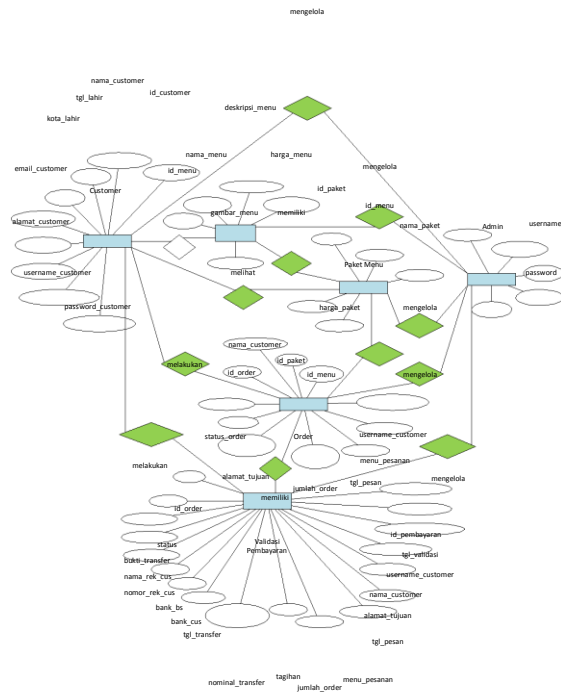 mengelola
nama_customer
tgl_lahir
id_customer
deskripsi_menu
kota_lahir
nama_menu
harga_menu
mengelola
email_customer
id_menu
Customer
id_paket
id_menu
gambar_menu
memiliki
alamat_customer
nama_paket
Admin
username
username_customer
melihat
Paket Menu
password
password_customer
harga_paket
mengelola
nama_customer
id_paket
melakukan
id_order
id_menu
mengelola
status_order
Order
username_customer
melakukan
menu_pesanan
alamat_tujuan
jumlah_order
tgl_pesan
mengelola
memiliki
id_order
id_pembayaran
status
Validasi
Pembayaran
tgl_validasi
bukti_transfer
nama_rek_cus
username_customer
nomor_rek_cus
nama_customer
bank_bs
alamat_tujuan
bank_cus
tgl_transfer
tgl_pesan
nominal_transfer
tagihan
menu_pesanan
jumlah_order